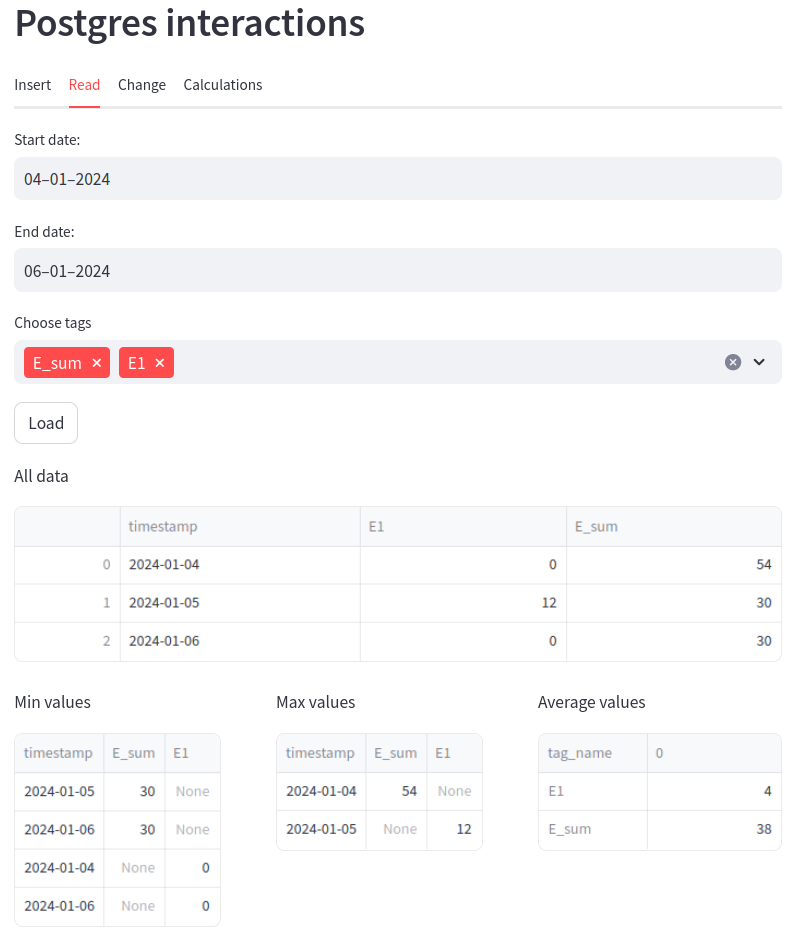 Postgres interactions
Insert Read Change Calculations
Start date:
04–01–2024
End date:
06–01–2024
Choose tags
E_sum × E1 ×
Load
All data
timestamp E1 E_sum
0 2024-01-04 0 54
1 2024-01-05 12 30
2 2024-01-06 0 30
Min values
timestamp E_sum E1
2024-01-05 30 None
2024-01-06 30 None
2024-01-04 None 0
2024-01-06 None 0
Max values
timestamp E_sum E1
2024-01-04 54 None
2024-01-05 None 12
Average values
tag_name 0
E1 4
E_sum 38